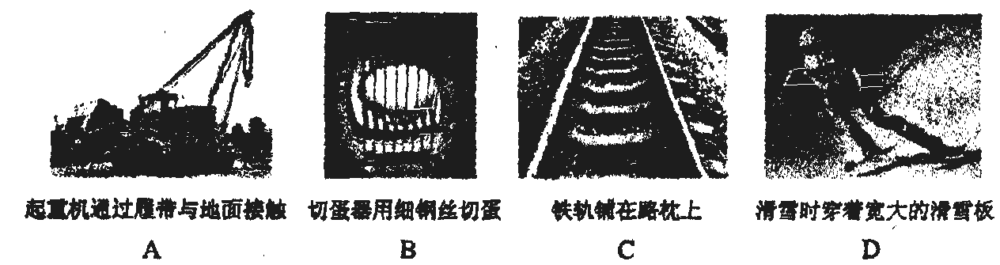 起重机通过履带与地面接触
切蛋器用细钢丝切蛋
铁轨铺在路枕上
滑雪时穿着宽大的滑雪板
A
B
C
D